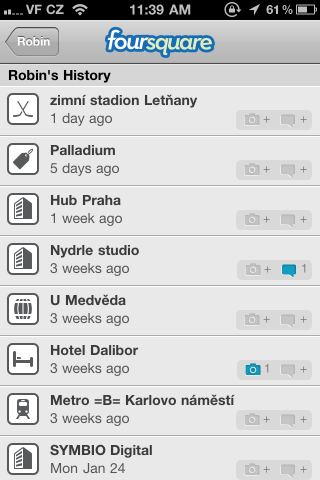 VF CZ 11:39 AM 61%
Robin foursquare
Robin's History
zimní stadion Letňany
1 day ago
+ +
Palladium
5 days ago
+ +
Hub Praha
1 week ago
+ +
Nydrle studio
3 weeks ago
+ 1
U Medvěda
3 weeks ago
+ +
Hotel Dalibor
3 weeks ago
1 +
Metro =B= Karlovo náměstí
3 weeks ago
+ +
SYMBIO Digital
Mon Jan 24
+ +